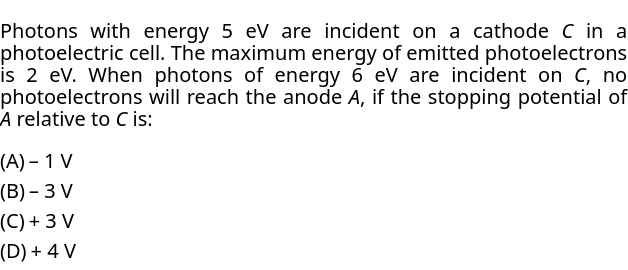 Photons with energy 5 eV are incident on a cathode C in a
photoelectric cell. The maximum energy of emitted photoelectrons
is 2 eV. When photons of energy 6 eV are incident on C, no
photoelectrons will reach the anode A, if the stopping potential of
A relative to C is:
(A) – 1 V
(B) – 3 V
(C) + 3 V
(D) + 4 V